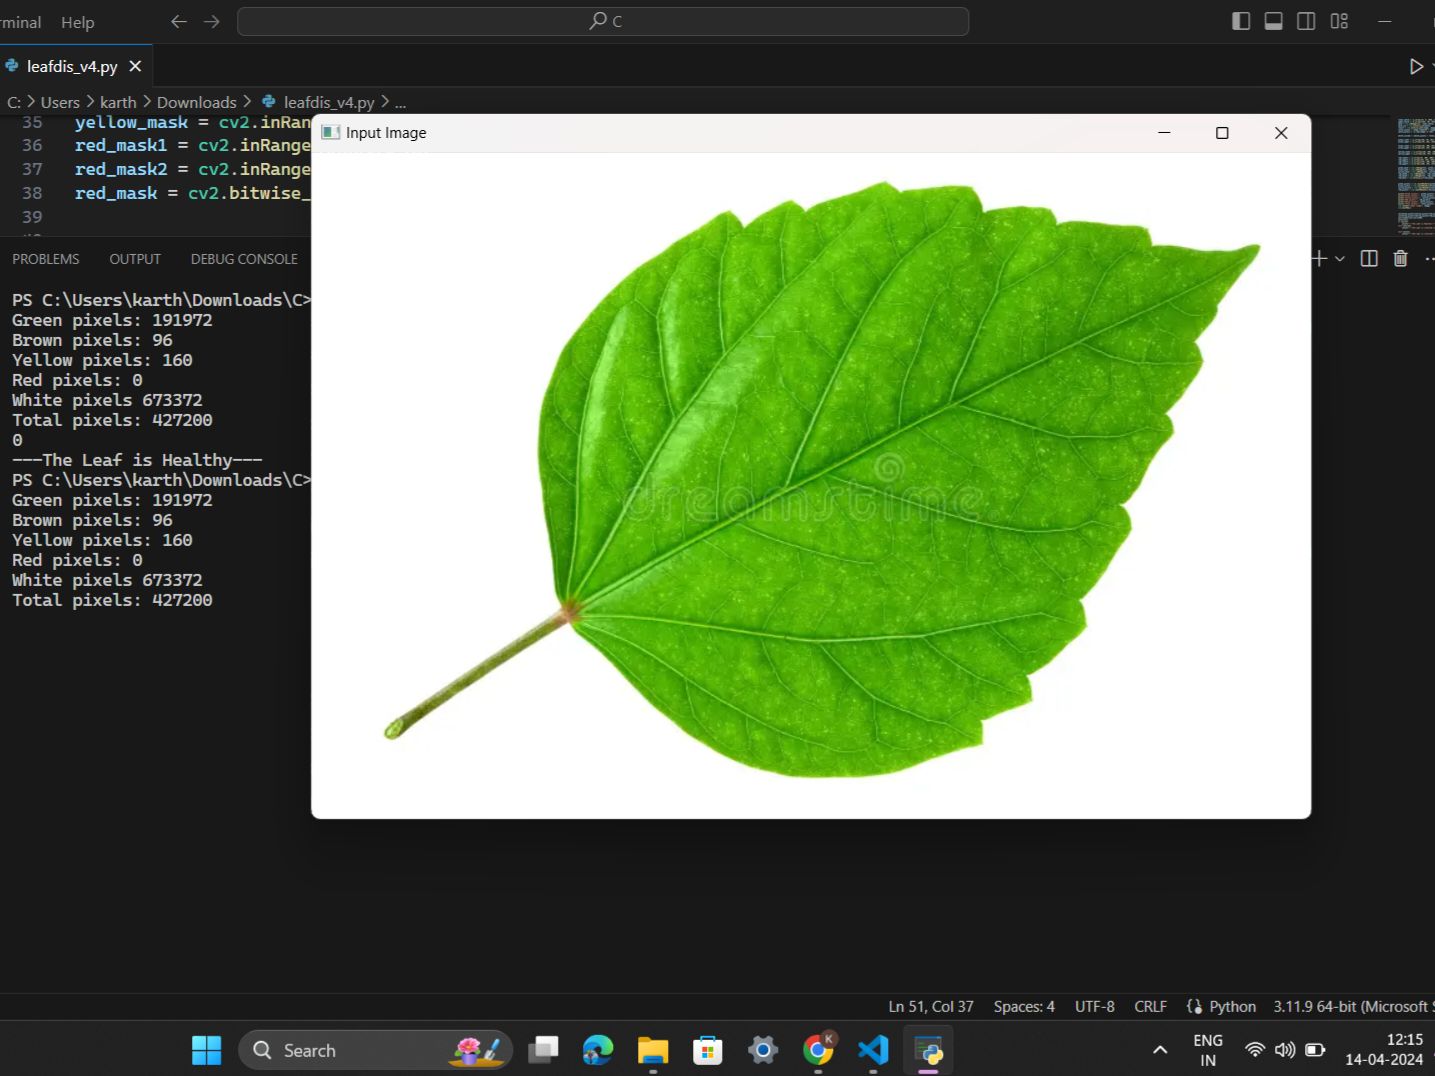 rminal Help
C
leafdis_v4.py
C: > Users > karth > Downloads > leafdis_v4.py > ...
35 yellow_mask = cv2.inRan
36 red_mask1 = cv2.inRange
37 red_mask2 = cv2.inRange
38 red_mask = cv2.bitwise_
39
Input Image
dreamstime.
PROBLEMS OUTPUT DEBUG CONSOLE
PS C:\Users\karth\Downloads\C>
Green pixels: 191972
Brown pixels: 96
Yellow pixels: 160
Red pixels: 0
White pixels 673372
Total pixels: 427200
0
---The Leaf is Healthy---
PS C:\Users\karth\Downloads\C>
Green pixels: 191972
Brown pixels: 96
Yellow pixels: 160
Red pixels: 0
White pixels 673372
Total pixels: 427200
Ln 51, Col 37 Spaces: 4 UTF-8 CRLF Python 3.11.9 64-bit (Microsoft S
Search
K
ENG
IN
12:15
14-04-2024